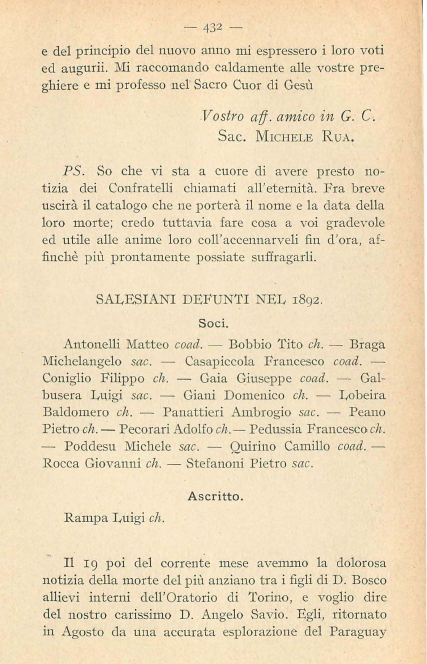 — 432 —
e del principio del nuovo anno mi espressero i loro voti
ed augurii. Mi raccomando caldamente alle vostre pre-
ghiere e mi professo nel Sacro Cuor di Gesù
Vostro aff. amico in G. C.
Sac. MICHELE RUA.
PS. So che vi sta a cuore di avere presto no-
tizia dei Confratelli chiamati all'eternità. Fra breve
uscirà il catalogo che ne porterà il nome e la data della
loro morte; credo tuttavia fare cosa a voi gradevole
ed utile alle anime loro coll'accennarveli fin d'ora, af-
finchè più prontamente possiate suffragarli.
SALESIANI DEFUNTI NEL 1892.
Soci.
Antonelli Matteo coad. — Bobbio Tito ch. — Braga
Michelangelo sac. — Casapiccola Francesco coad. —
Coniglio Filippo ch. — Gaia Giuseppe coad. — Gal-
busera Luigi sac. — Giani Domenico ch. — Lobeira
Baldomero ch. — Panattieri Ambrogio sac. — Peano
Pietro ch. — Pecorari Adolfo ch. — Pedussia Francesco ch.
— Poddesu Michele sac. — Quirino Camillo coad. —
Rocca Giovanni ch. — Stefanoni Pietro sac.
Ascritto.
Rampa Luigi ch.
Il 19 poi del corrente mese avemmo la dolorosa
notizia della morte del più anziano tra i figli di D. Bosco
allievi interni dell'Oratorio di Torino, e voglio dire
del nostro carissimo D. Angelo Savio. Egli, ritornato
in Agosto da una accurata esplorazione del Paraguay